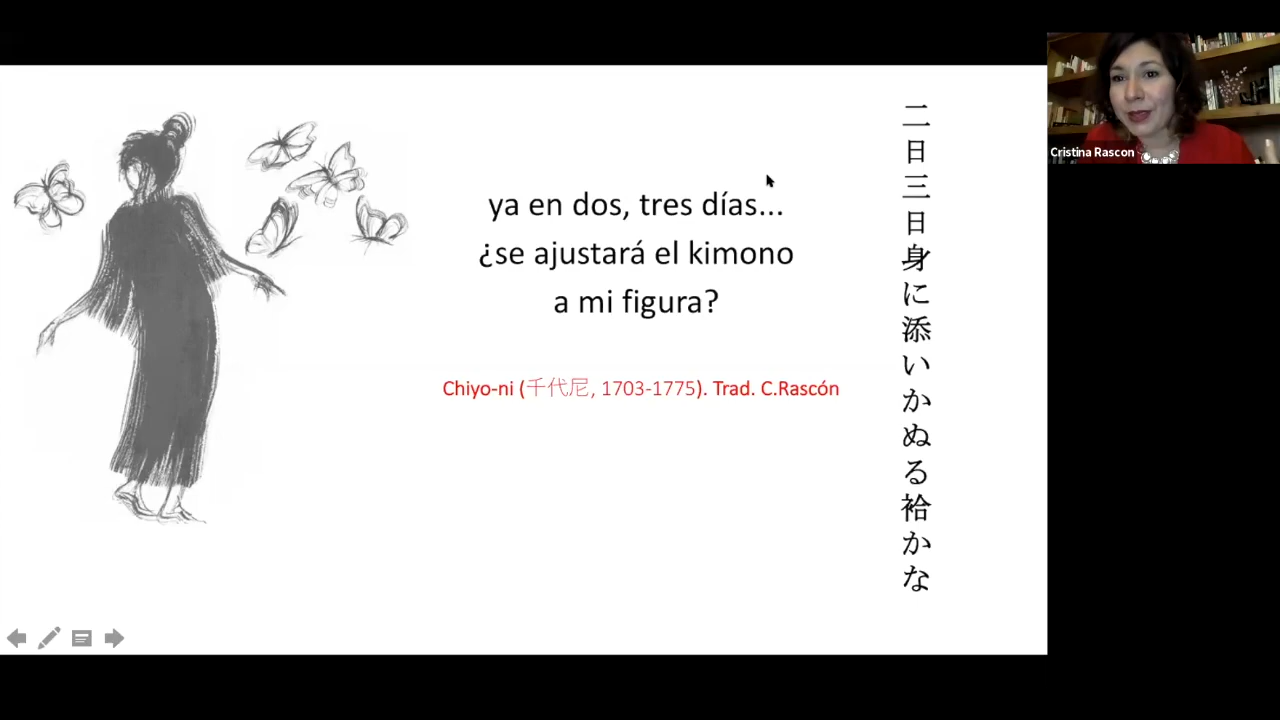 ya en dos, tres días...
¿se ajustará el kimono
a mi figura?
Chiyo-ni (千代尼, 1703-1775). Trad. C.Rascón
二日三日身に添いかぬる袷かな
Cristina Rascon